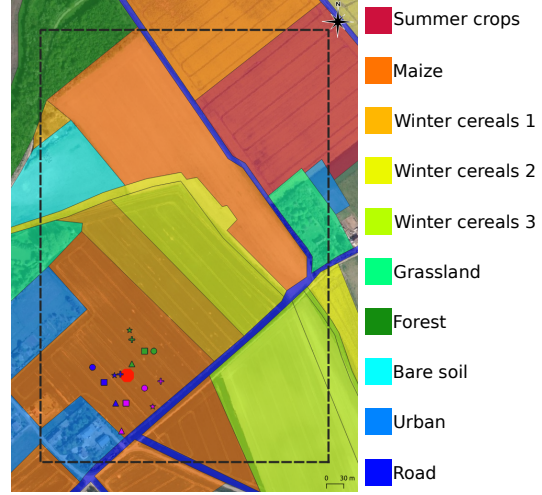 N
Summer crops
Maize
Winter cereals 1
Winter cereals 2
Winter cereals 3
Grassland
Forest
Bare soil
Urban
Road
0 30 m